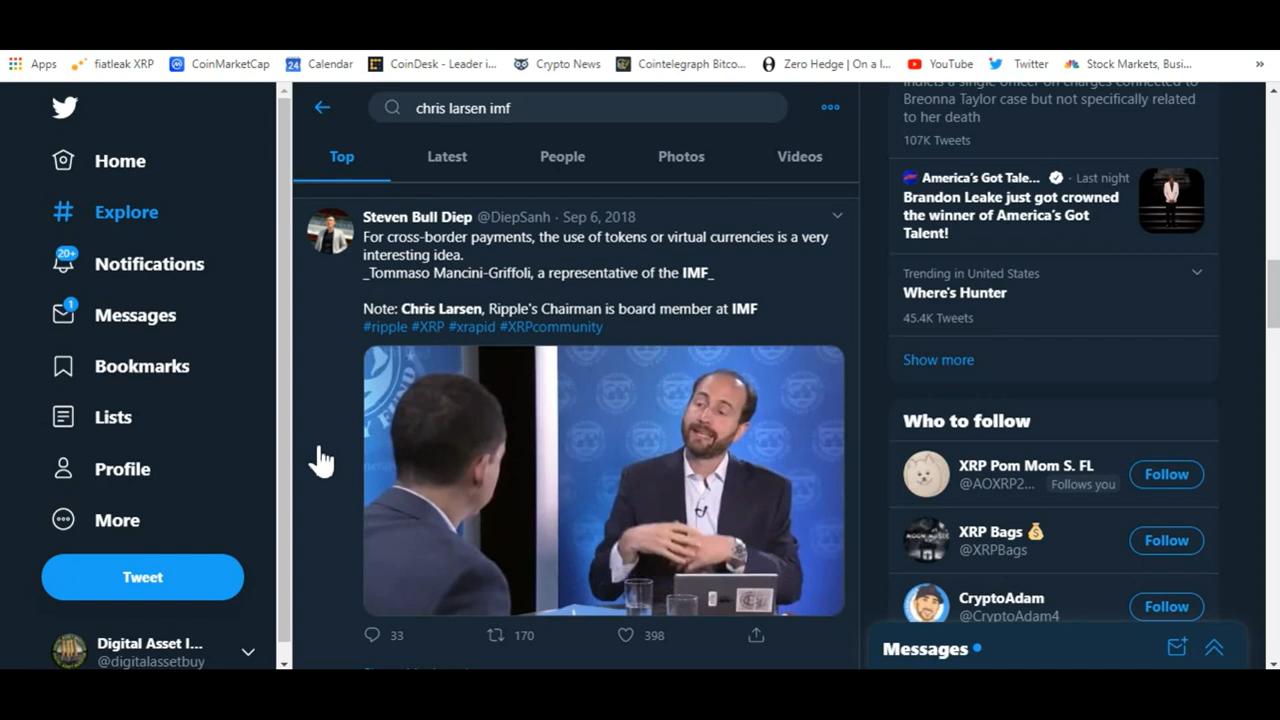 Apps
fiatleak XRP
CoinMarketCap
24
Calendar
CoinDesk - Leader i...
Crypto News
Cointelegraph Bitco...
Zero Hedge | On a I...
YouTube
Twitter
Stock Markets, Busi...
»
chris larsen imf
Top
Latest
People
Photos
Videos
Home
Explore
20+
Notifications
1
Messages
Bookmarks
Lists
Profile
More
Tweet
Digital Asset I...
@digitalassetbuy
Steven Bull Diep @DiepSanh · Sep 6, 2018
For cross-border payments, the use of tokens or virtual currencies is a very
interesting idea.
_Tommaso Mancini-Griffoli, a representative of the IMF_
Note: Chris Larsen, Ripple's Chairman is board member at IMF
#ripple #XRP #xrapid #XRPcommunity
33
170
398
indicts a single officer on charges connected to
Breonna Taylor case but not specifically related
to her death
107K Tweets
America's Got Tale... · Last night
Brandon Leake just got crowned
the winner of America's Got
Talent!
Trending in United States
Where's Hunter
45.4K Tweets
Show more
Who to follow
XRP Pom Mom S. FL
@AOXRP2... Follows you
Follow
XRP Bags
@XRPBags
Follow
CryptoAdam
@CryptoAdam4
Follow
Messages